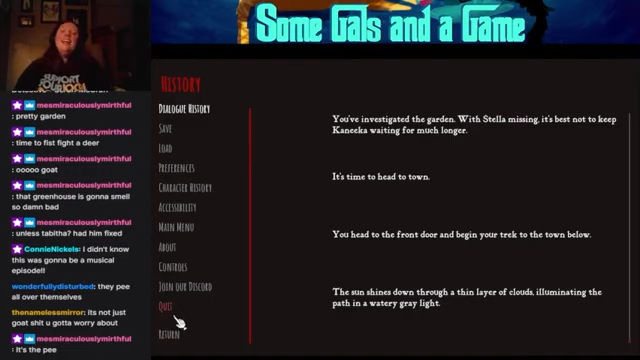 Some Gals and a Game
SUPPORT
YOUR LOCAL
mesmiraculouslymirthful
: pretty garden
mesmiraculouslymirthful
: time to fist fight a deer
mesmiraculouslymirthful
: ooooo goat
mesmiraculouslymirthful
: that greenhouse is gonna smell
so damn bad
mesmiraculouslymirthful
: unless tabitha? had him fixed
ConnieNickels: I didn't know
this was gonna be a musical
episode!!
wonderfullydisturbed: they pee
all over themselves
thenamelessmirror: its not just
goat shit u gotta worry about
mesmiraculouslymirthful
: It's the pee
History
Dialogue History
Save
Load
Preferences
Character History
Accessibility
Main Menu
About
Controls
Join our Discord
Quit
Return
You've investigated the garden. With Stella missing, it's best not to keep
Kaneeka waiting for much longer.
It's time to head to town.
You head to the front door and begin your trek to the town below.
The sun shines down through a thin layer of clouds, illuminating the
path in a watery gray light.